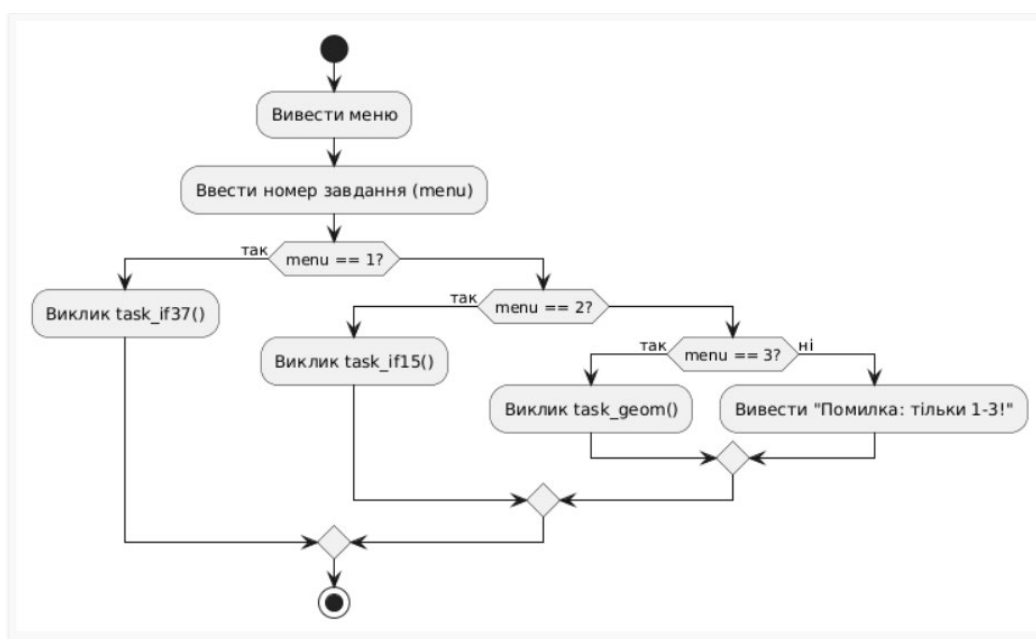 Вивести меню
Ввести номер завдання (menu)
так
menu == 1?
Виклик task_if37()
так
menu == 2?
Виклик task_if15()
так
menu == 3?
ні
Виклик task_geom()
Вивести "Помилка: тільки 1-3!"